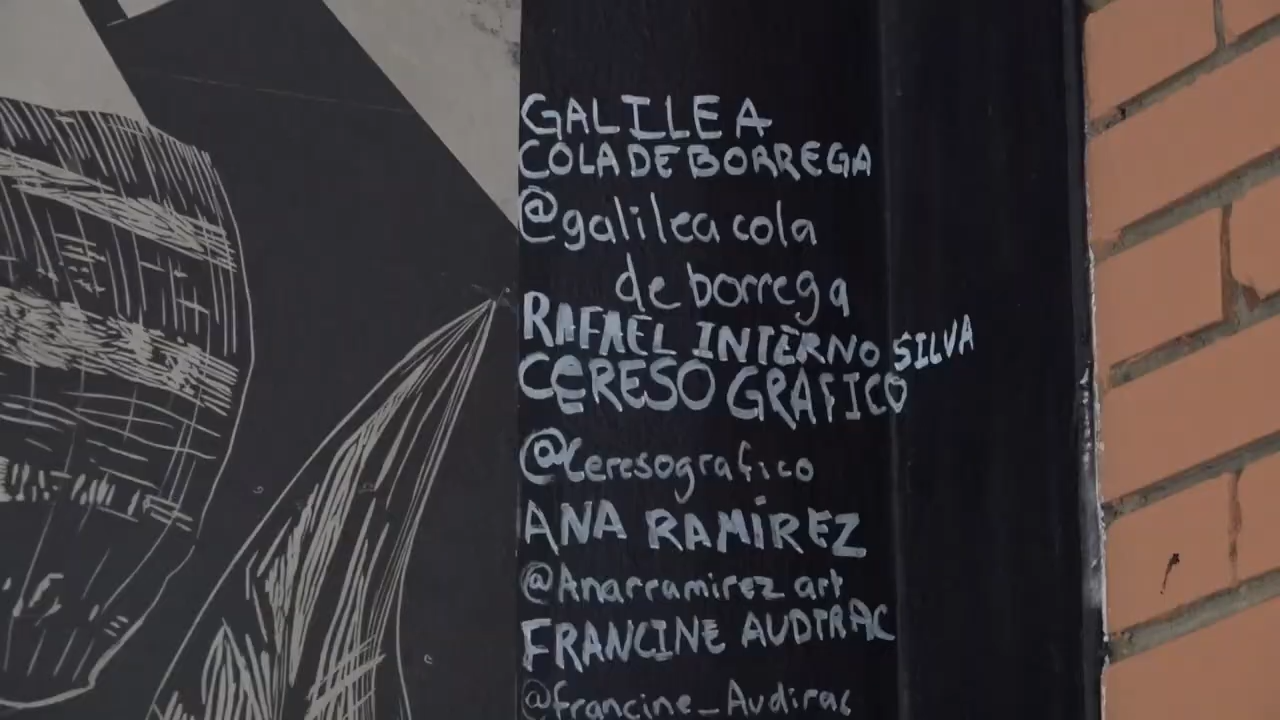 GALILEA
COLA DE BORREGA
@galilea cola
de borrega
RAFAEL INTERNO SILVA
CERESO GRAFICO
@Ceresografico
ANA RAMÍREZ
@Anarramirez art
FRANCINE AUDIRAC
@francine_Audirac